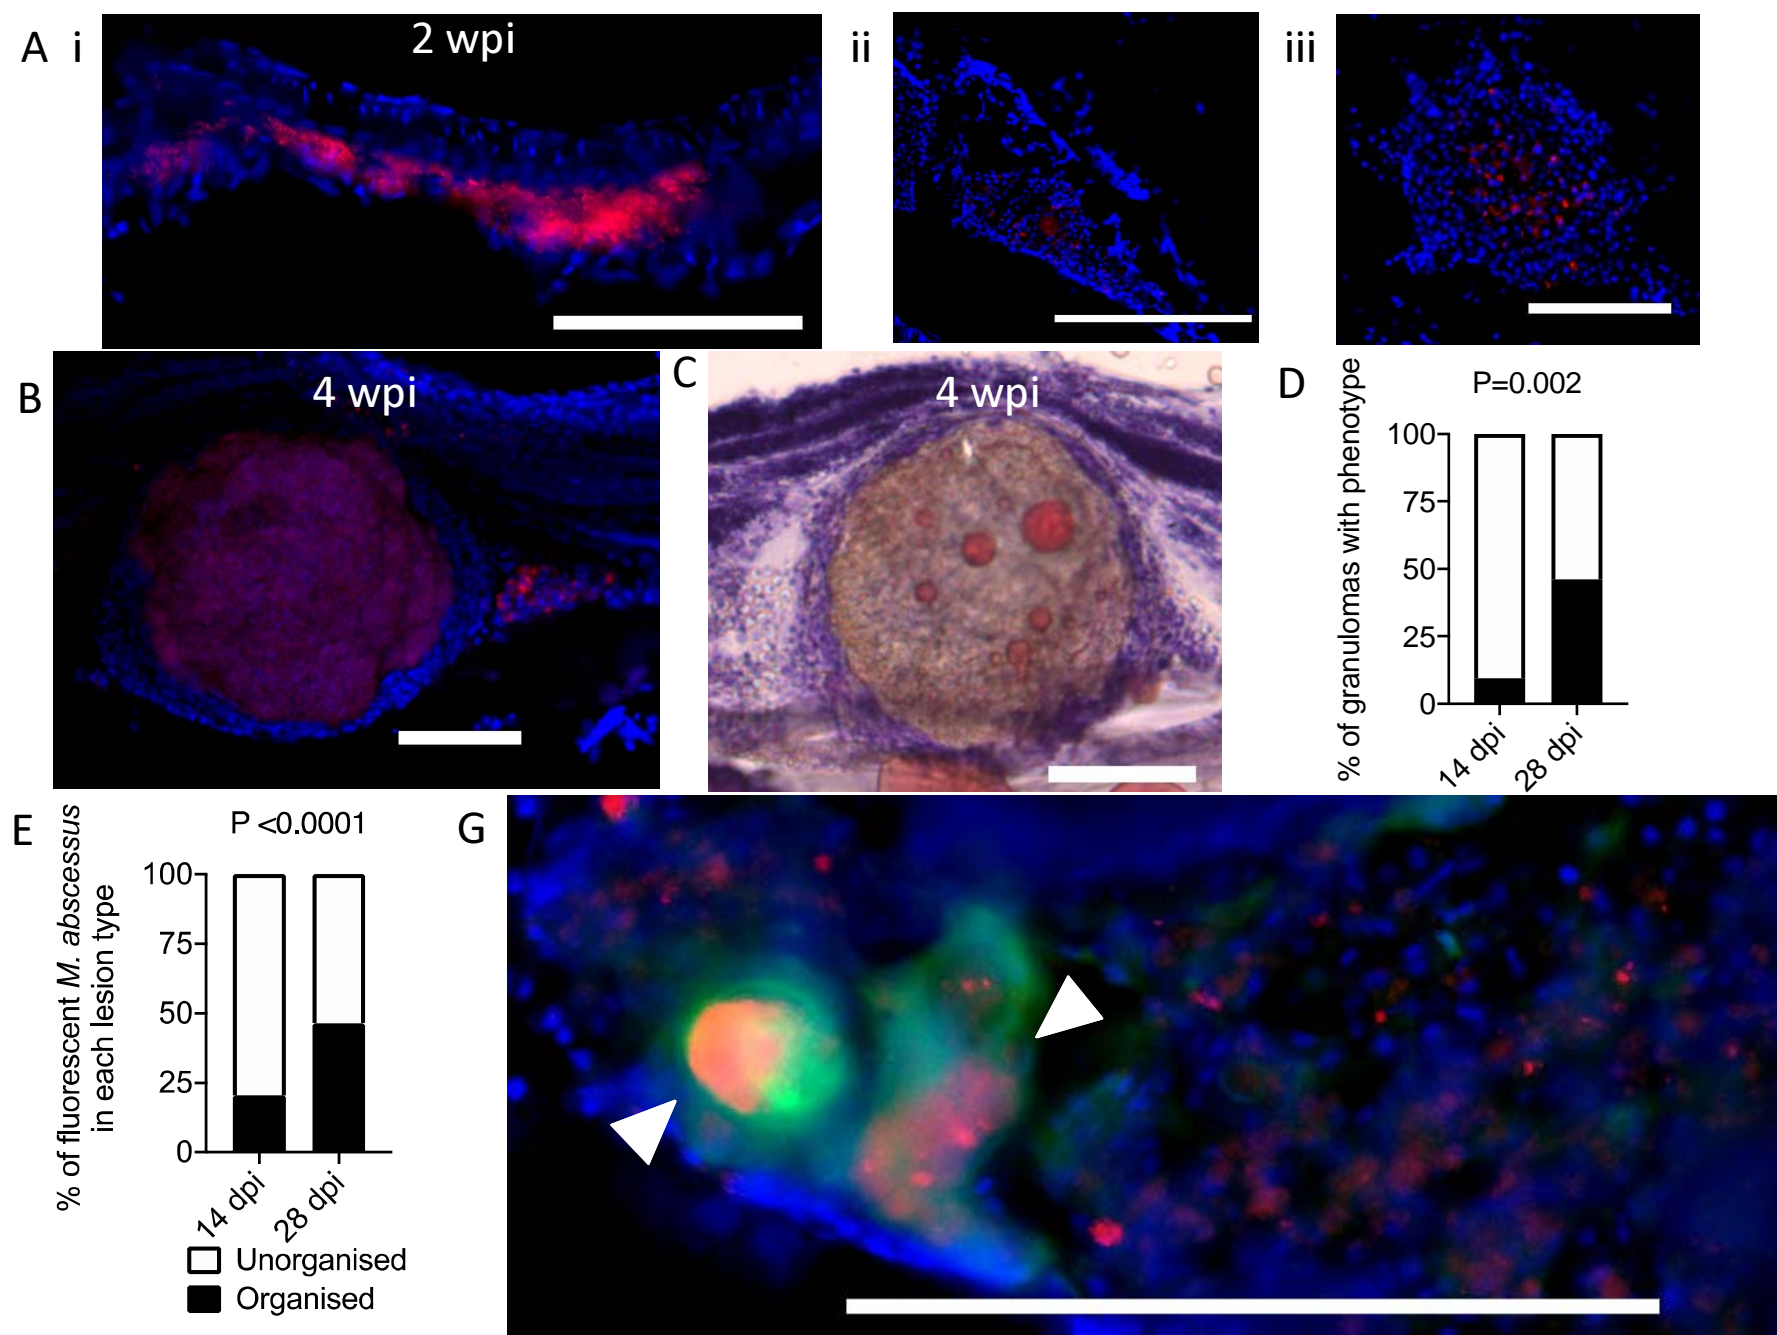 A i
2 wpi
ii
iii
B
4 wpi
C
4 wpi
D
P=0.002
% of granulomas with phenotype
100
75
50
25
0
14 dpi
28 dpi
E
P <0.0001
% of fluorescent M. abscessus
in each lesion type
100
75
50
25
0
14 dpi
28 dpi
Unorganised
Organised
G